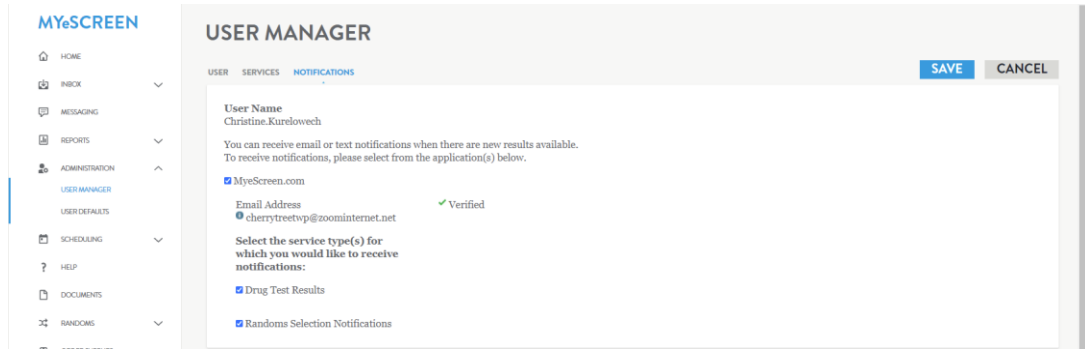 MYeSCREEN
HOME
INBOX
MESSAGING
REPORTS
ADMINISTRATION
USER MANAGER
USER DEFAULTS
SCHEDULING
HELP
DOCUMENTS
RANDOMS
USER MANAGER
USER SERVICES NOTIFICATIONS
SAVE CANCEL
User Name
Christine.Kurelowech
You can receive email or text notifications when there are new results available.
To receive notifications, please select from the application(s) below.
MyeScreen.com
Email Address Verified
cherrytreetwp@zoominternet.net
Select the service type(s) for
which you would like to receive
notifications:
Drug Test Results
Randoms Selection Notifications